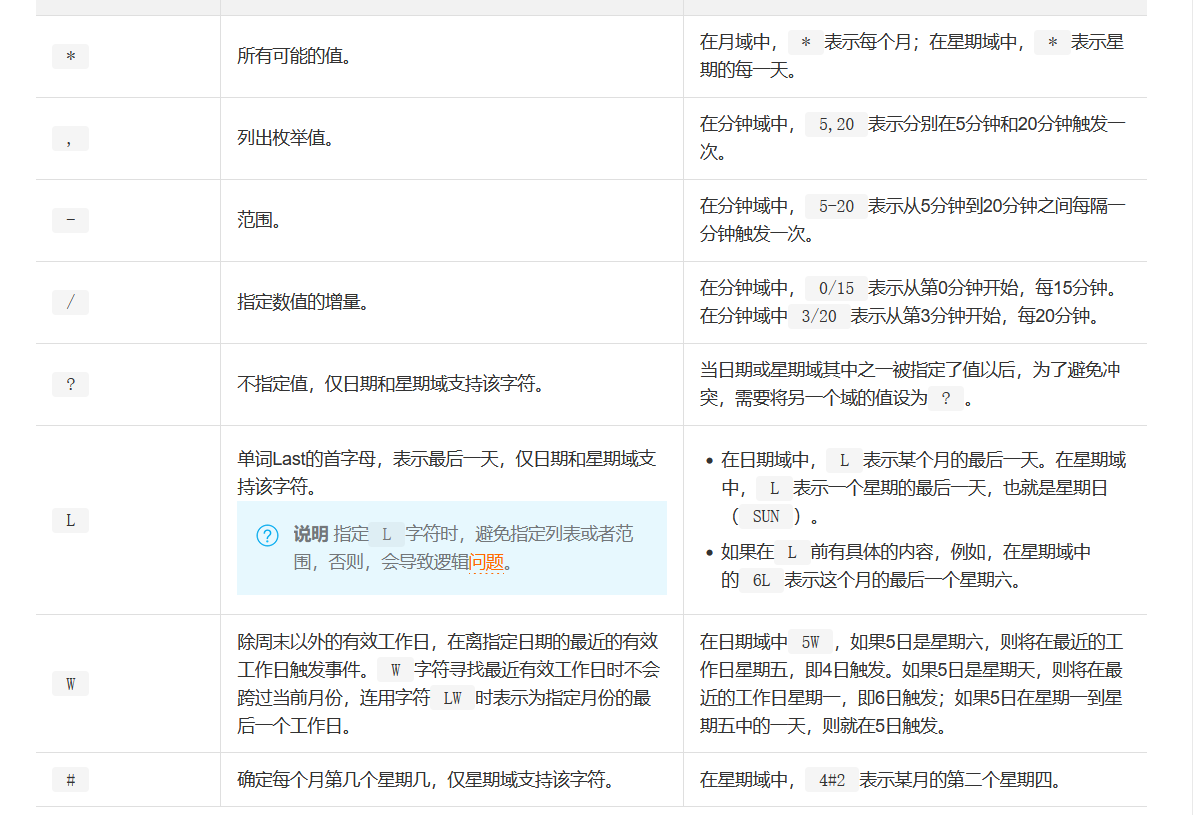 *
所有可能的值。
在月域中， * 表示每个月；在星期域中， * 表示星
期的每一天。
,
列出枚举值。
在分钟域中， 5,20 表示分别在5分钟和20分钟触发一
次。
-
范围。
在分钟域中， 5-20 表示从5分钟到20分钟之间每隔一
分钟触发一次。
/
指定数值的增量。
在分钟域中， 0/15 表示从第0分钟开始，每15分钟。
在分钟域中 3/20 表示从第3分钟开始，每20分钟。
?
不指定值，仅日期和星期域支持该字符。
当日期或星期域其中之一被指定了值以后，为了避免冲
突，需要将另一个域的值设为 ? 。
L
单词Last的首字母，表示最后一天，仅日期和星期域支
持该字符。
说明 指定 L 字符时，避免指定列表或者范
围，否则，会导致逻辑问题。
• 在日期域中， L 表示某个月的最后一天。在星期域
中， L 表示一个星期的最后一天，也就是星期日
（ SUN ）。
• 如果在 L 前有具体的内容，例如，在星期域中
的 6L 表示这个月的最后一个星期六。
W
除周末以外的有效工作日，在离指定日期的最近的有效
工作日触发事件。 W 字符寻找最近有效工作日时不会
跨过当前月份，连用字符 LW 时表示为指定月份的最
后一个工作日。
在日期域中 5W ，如果5日是星期六，则将在最近的工
作日星期五，即4日触发。如果5日是星期天，则将在最
近的工作日星期一，即6日触发；如果5日在星期一到星
期五中的一天，则就在5日触发。
#
确定每个月第几个星期几，仅星期域支持该字符。
在星期域中， 4#2 表示某月的第二个星期四。